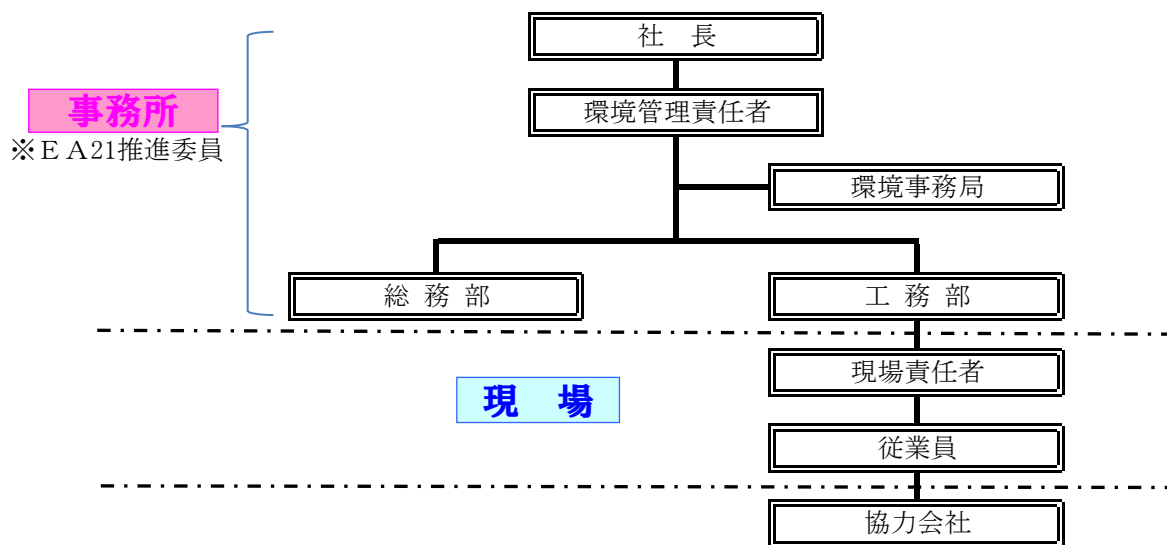 社　長
事務所
環境管理責任者
※ＥＡ21推進委員
環境事務局
総 務 部
工 務 部
現場責任者
現　場
従業員
協力会社